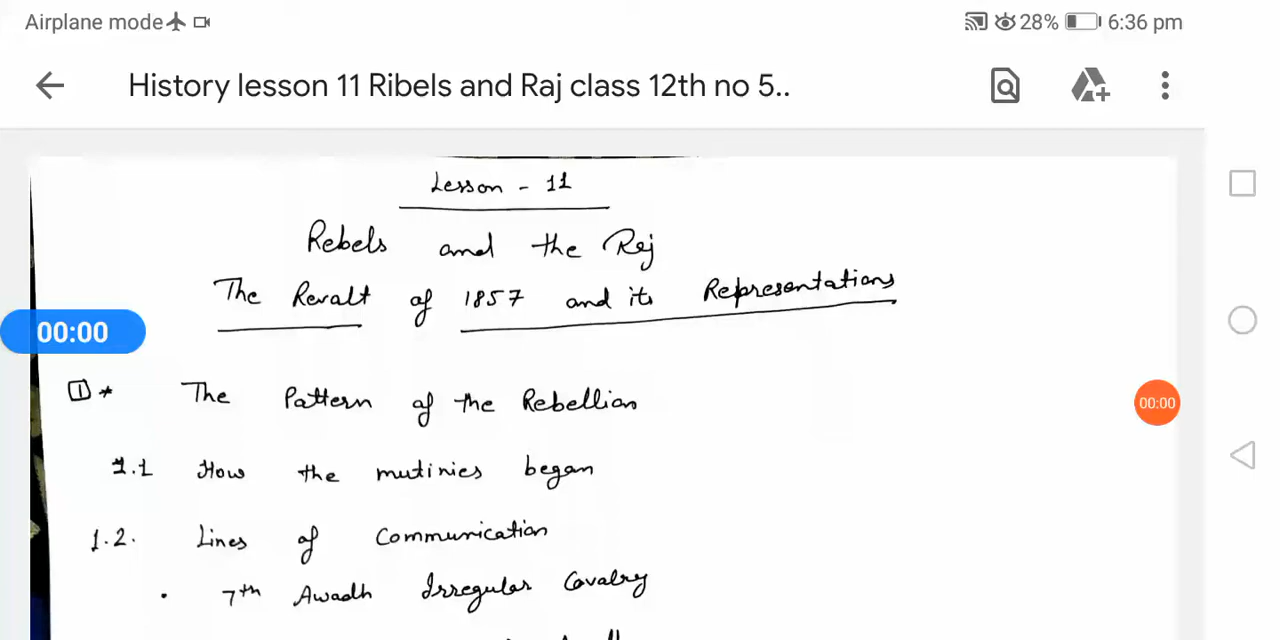 Airplane mode
28% 6:36 pm
History lesson 11 Ribels and Raj class 12th no 5..
Lesson - 11
Rebels and the Raj
The Revalt of 1857 and its Representations
00:00
00:00
1 * The Pattern of the Rebellian
1.1 How the mutinies began
1.2. Lines of Communication
• 7th Awadh Irregular Cavalry